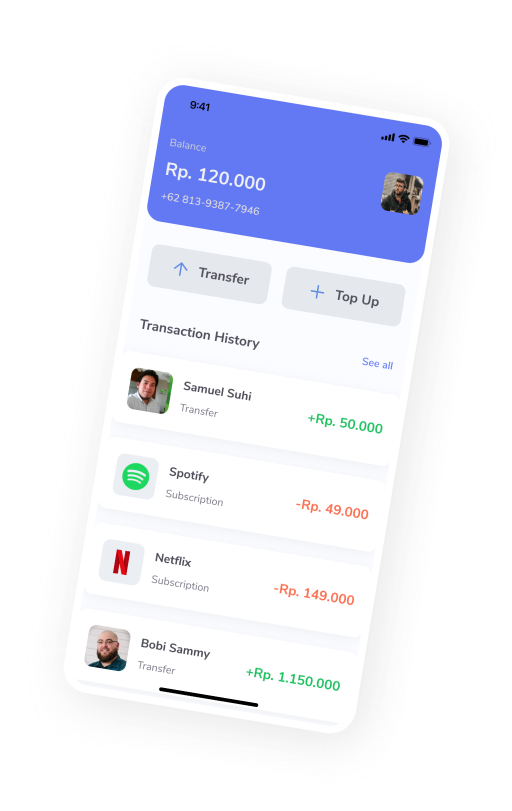 9:41
Balance
Rp. 120.000
+62 813-9387-7946
Transfer
Top Up
Transaction History
See all
Samuel Suhi
Transfer
+Rp. 50.000
Spotify
Subscription
-Rp. 49.000
Netflix
Subscription
-Rp. 149.000
Bobi Sammy
Transfer
+Rp. 1.150.000